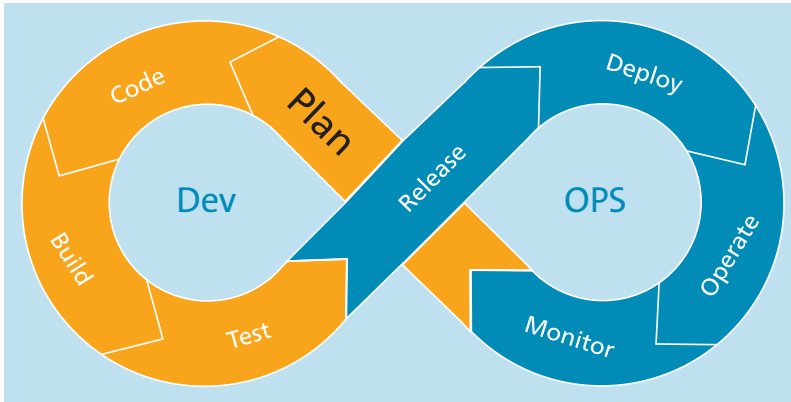 Plan
Code
Build
Test
Release
Deploy
Operate
Monitor
Dev
OPS